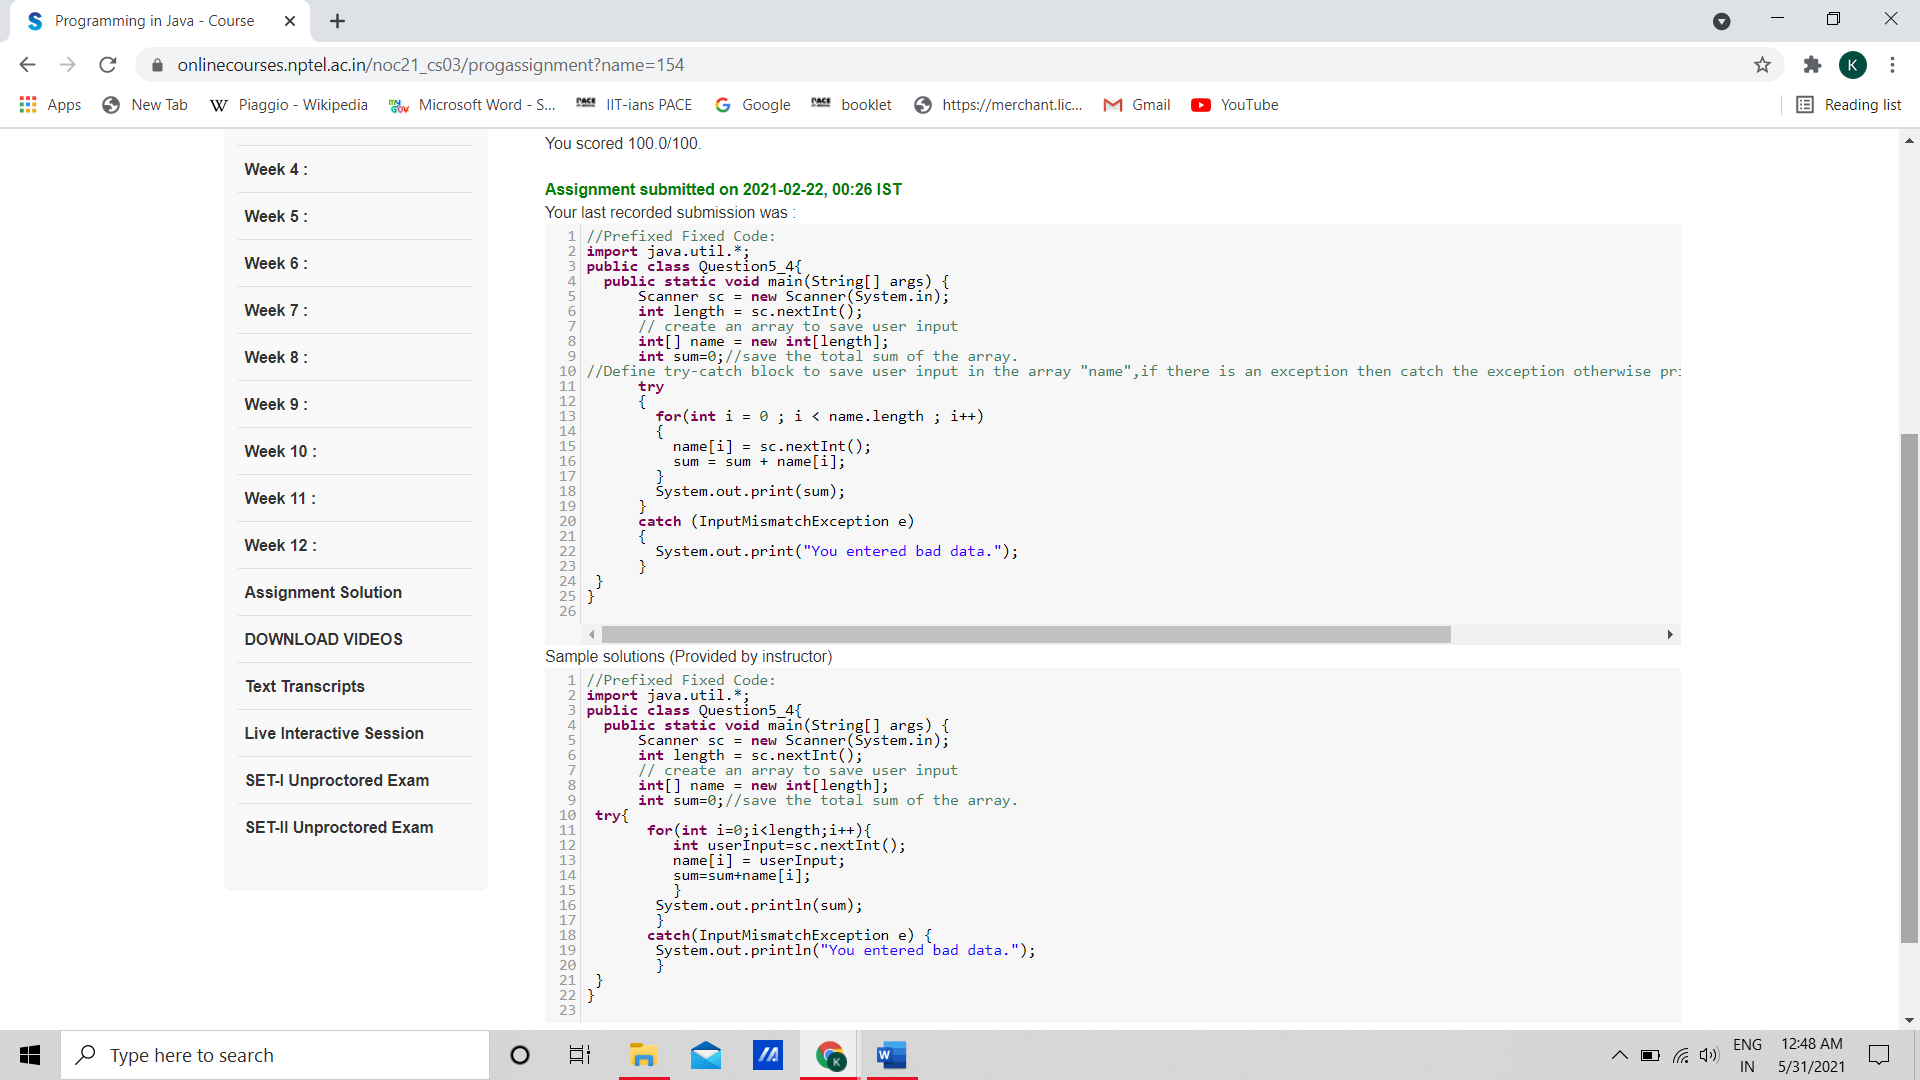 Programming in Java - Course
onlinecourses.nptel.ac.in/noc21_cs03/progassignment?name=154
K
Apps New Tab W Piaggio - Wikipedia Microsoft Word - S... PACE IIT-ians PACE Google PACE booklet https://merchant.lic... Gmail YouTube Reading list
Week 4 :
Week 5 :
Week 6 :
Week 7 :
Week 8 :
Week 9 :
Week 10 :
Week 11 :
Week 12 :
Assignment Solution
DOWNLOAD VIDEOS
Text Transcripts
Live Interactive Session
SET-I Unproctored Exam
SET-II Unproctored Exam
You scored 100.0/100.
Assignment submitted on 2021-02-22, 00:26 IST
Your last recorded submission was :
1 //Prefixed Fixed Code:
2 import java.util.*;
3 public class Question5_4{
4 public static void main(String[] args) {
5 Scanner sc = new Scanner(System.in);
6 int length = sc.nextInt();
7 // create an array to save user input
8 int[] name = new int[length];
9 int sum=0;//save the total sum of the array.
10 //Define try-catch block to save user input in the array "name",if there is an exception then catch the exception otherwise pri
11 try
12 {
13 for(int i = 0 ; i < name.length ; i++)
14 {
15 name[i] = sc.nextInt();
16 sum = sum + name[i];
17 }
18 System.out.print(sum);
19 }
20 catch (InputMismatchException e)
21 {
22 System.out.print("You entered bad data.");
23 }
24 }
25 }
26
Sample solutions (Provided by instructor)
1 //Prefixed Fixed Code:
2 import java.util.*;
3 public class Question5_4{
4 public static void main(String[] args) {
5 Scanner sc = new Scanner(System.in);
6 int length = sc.nextInt();
7 // create an array to save user input
8 int[] name = new int[length];
9 int sum=0;//save the total sum of the array.
10 try{
11 for(int i=0;i<length;i++){
12 int userInput=sc.nextInt();
13 name[i] = userInput;
14 sum=sum+name[i];
15 }
16 System.out.println(sum);
17 }
18 catch(InputMismatchException e) {
19 System.out.println("You entered bad data.");
20 }
21 }
22 }
23
Type here to search
ENG
IN
12:48 AM
5/31/2021